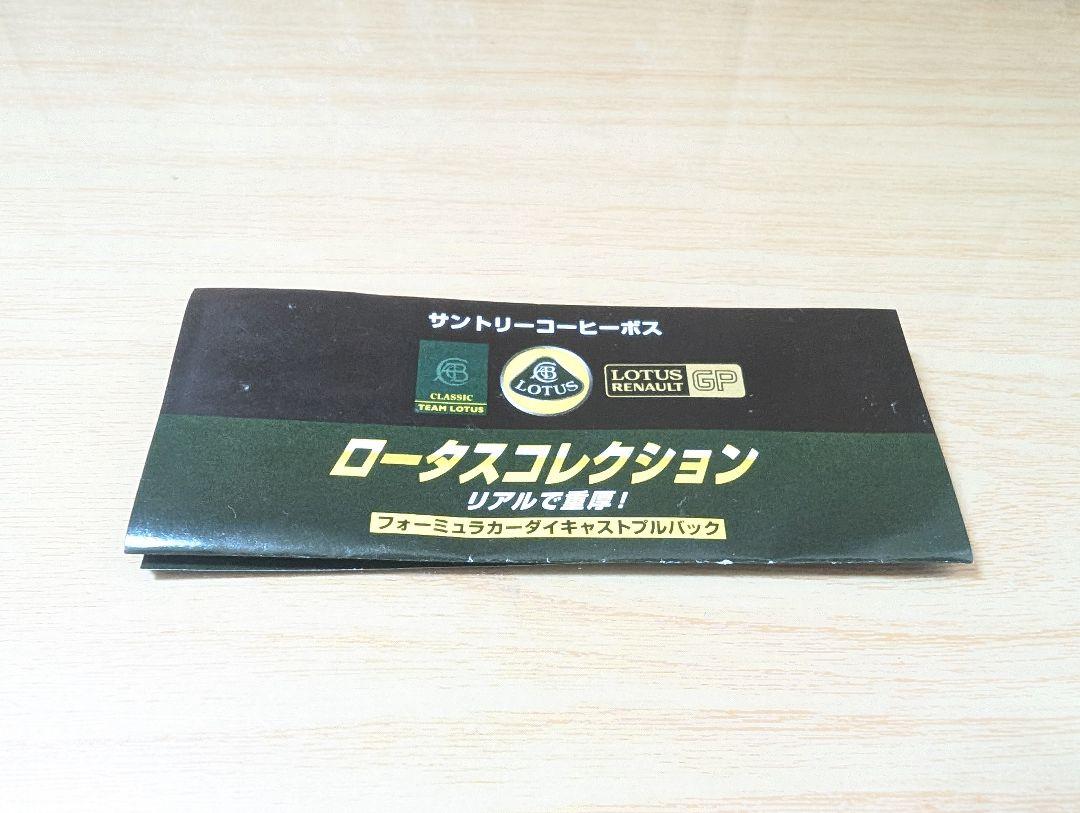 サントリーコーヒーボス
ACBC
CLASSIC
TEAM LOTUS
ACBC
LOTUS
LOTUS
RENAULT
GP
ロータスコレクション
リアルで重厚！
フォーミュラカーダイキャストプルバック